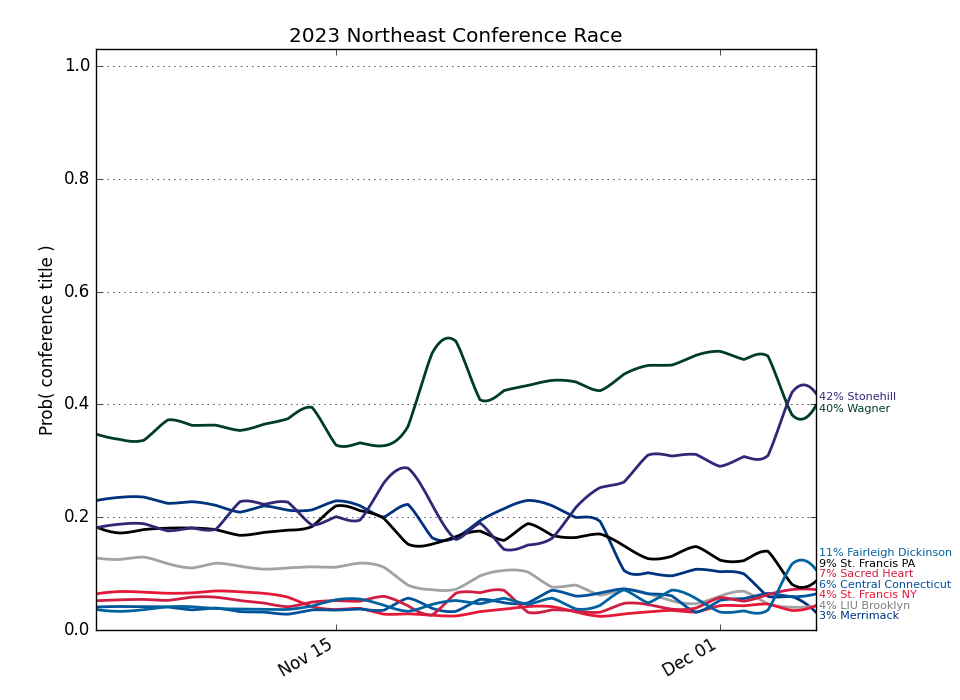 2023 Northeast Conference Race
Prob( conference title )
1.0
0.8
0.6
0.4
0.2
0.0
Nov 15
Dec 01
42% Stonehill
40% Wagner
11% Fairleigh Dickinson
9% St. Francis PA
7% Sacred Heart
6% Central Connecticut
4% St. Francis NY
4% LIU Brooklyn
3% Merrimack